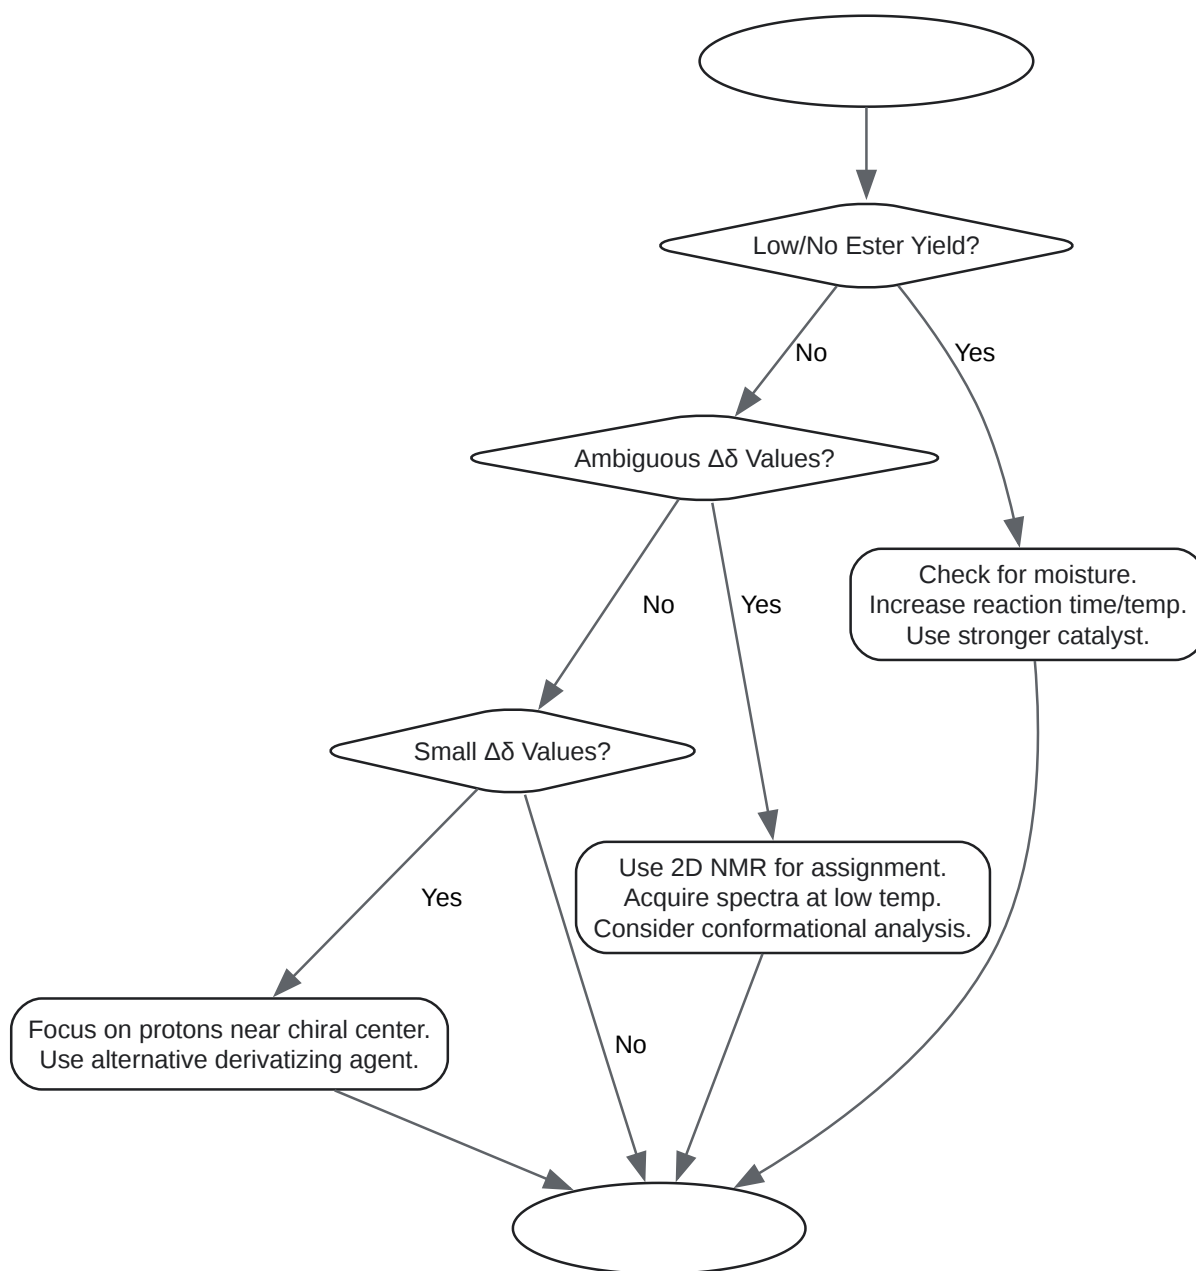 Low/No Ester Yield?
No
Yes
Ambiguous Δδ Values?
Check for moisture.
Increase reaction time/temp.
Use stronger catalyst.
No
Yes
Small Δδ Values?
Use 2D NMR for assignment.
Acquire spectra at low temp.
Consider conformational analysis.
Yes
Focus on protons near chiral center.
Use alternative derivatizing agent.
No